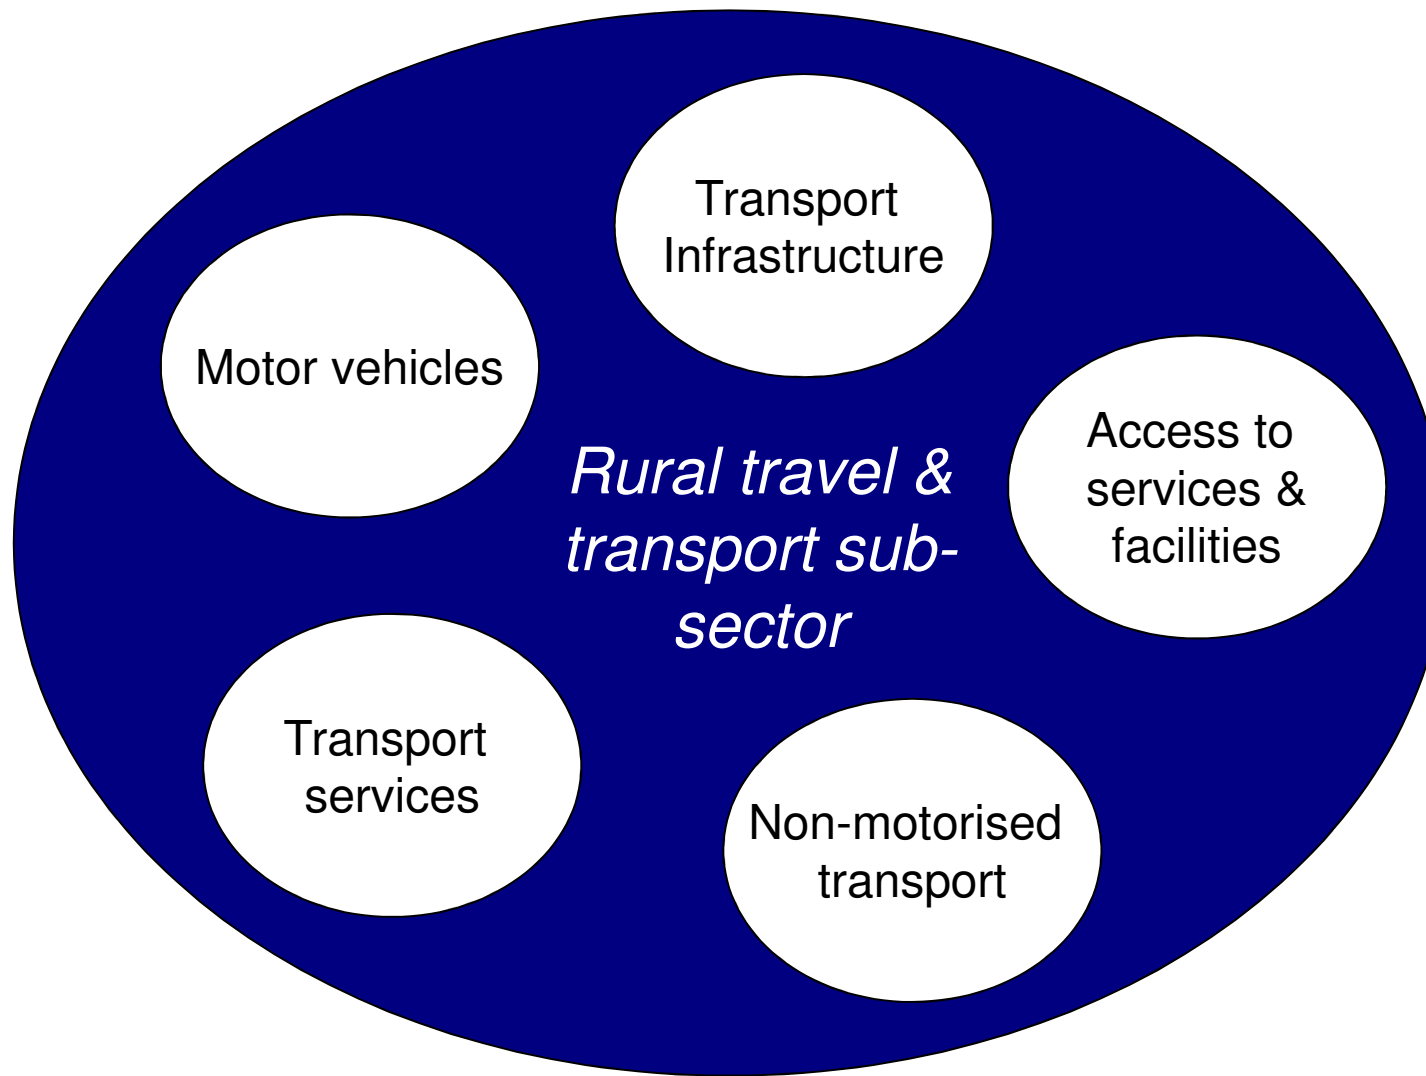 Transport
Infrastructure
Motor vehicles
Access to
services &
facilities
Rural travel &
transport sub-
sector
Transport
services
Non-motorised
transport